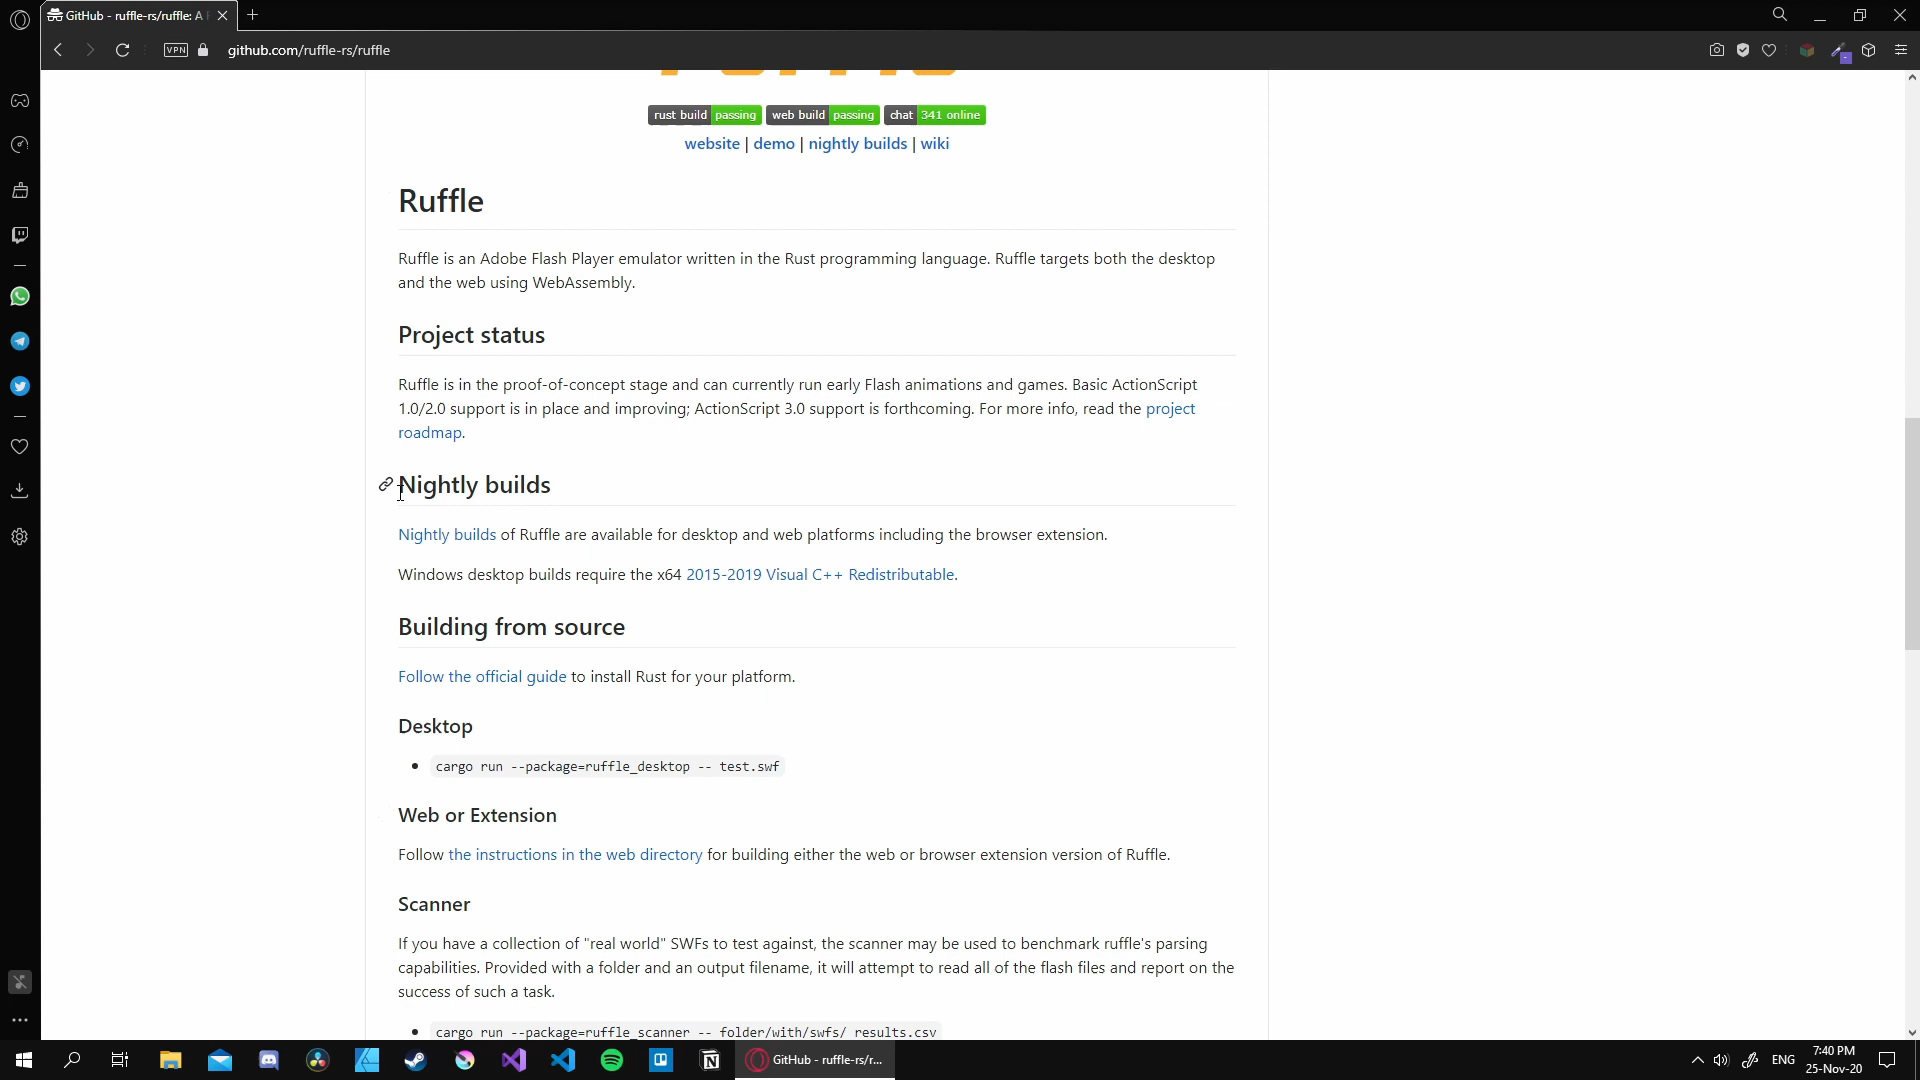 GitHub - ruffle-rs/ruffle: A
VPN
github.com/ruffle-rs/ruffle
rust build passing web build passing chat 341 online
website | demo | nightly builds | wiki
Ruffle
Ruffle is an Adobe Flash Player emulator written in the Rust programming language. Ruffle targets both the desktop
and the web using WebAssembly.
Project status
Ruffle is in the proof-of-concept stage and can currently run early Flash animations and games. Basic ActionScript
1.0/2.0 support is in place and improving; ActionScript 3.0 support is forthcoming. For more info, read the project
roadmap.
Nightly builds
Nightly builds of Ruffle are available for desktop and web platforms including the browser extension.
Windows desktop builds require the x64 2015-2019 Visual C++ Redistributable.
Building from source
Follow the official guide to install Rust for your platform.
Desktop
cargo run --package=ruffle_desktop -- test.swf
Web or Extension
Follow the instructions in the web directory for building either the web or browser extension version of Ruffle.
Scanner
If you have a collection of "real world" SWFs to test against, the scanner may be used to benchmark ruffle's parsing
capabilities. Provided with a folder and an output filename, it will attempt to read all of the flash files and report on the
success of such a task.
cargo run --package=ruffle_scanner -- folder/with/swfs/ results.csv
GitHub - ruffle-rs/r...
ENG
7:40 PM
25-Nov-20